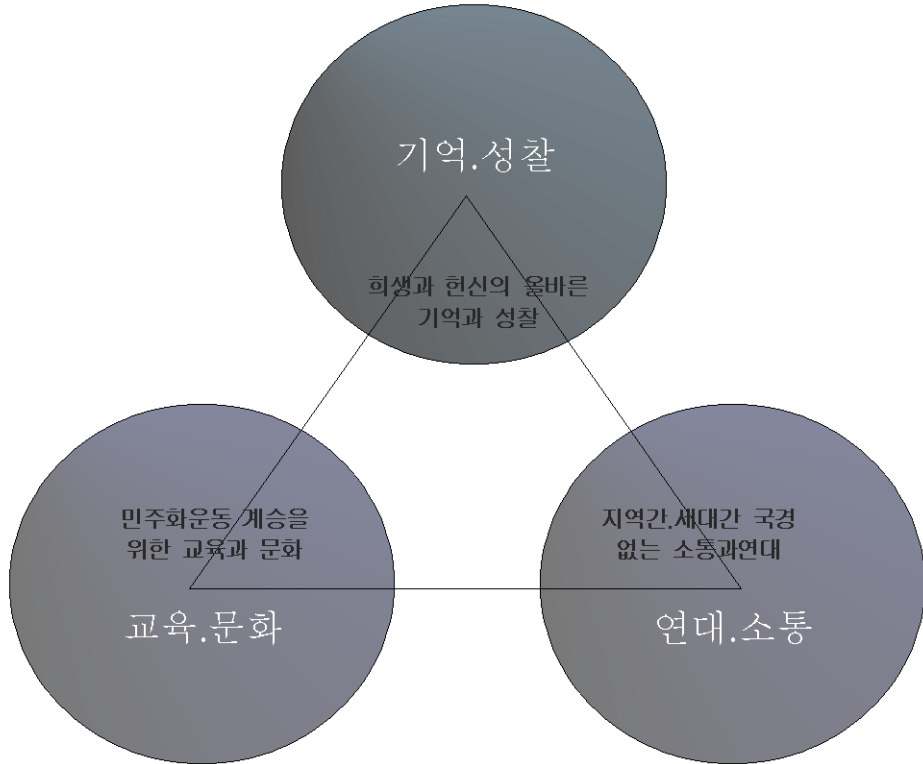 기억.성찰
희생과 헌신의 올바른
기억과 성찰
민주화운동 계승을
위한 교육과 문화
교육.문화
지역간.세대간 국경
없는 소통과연대
연대.소통